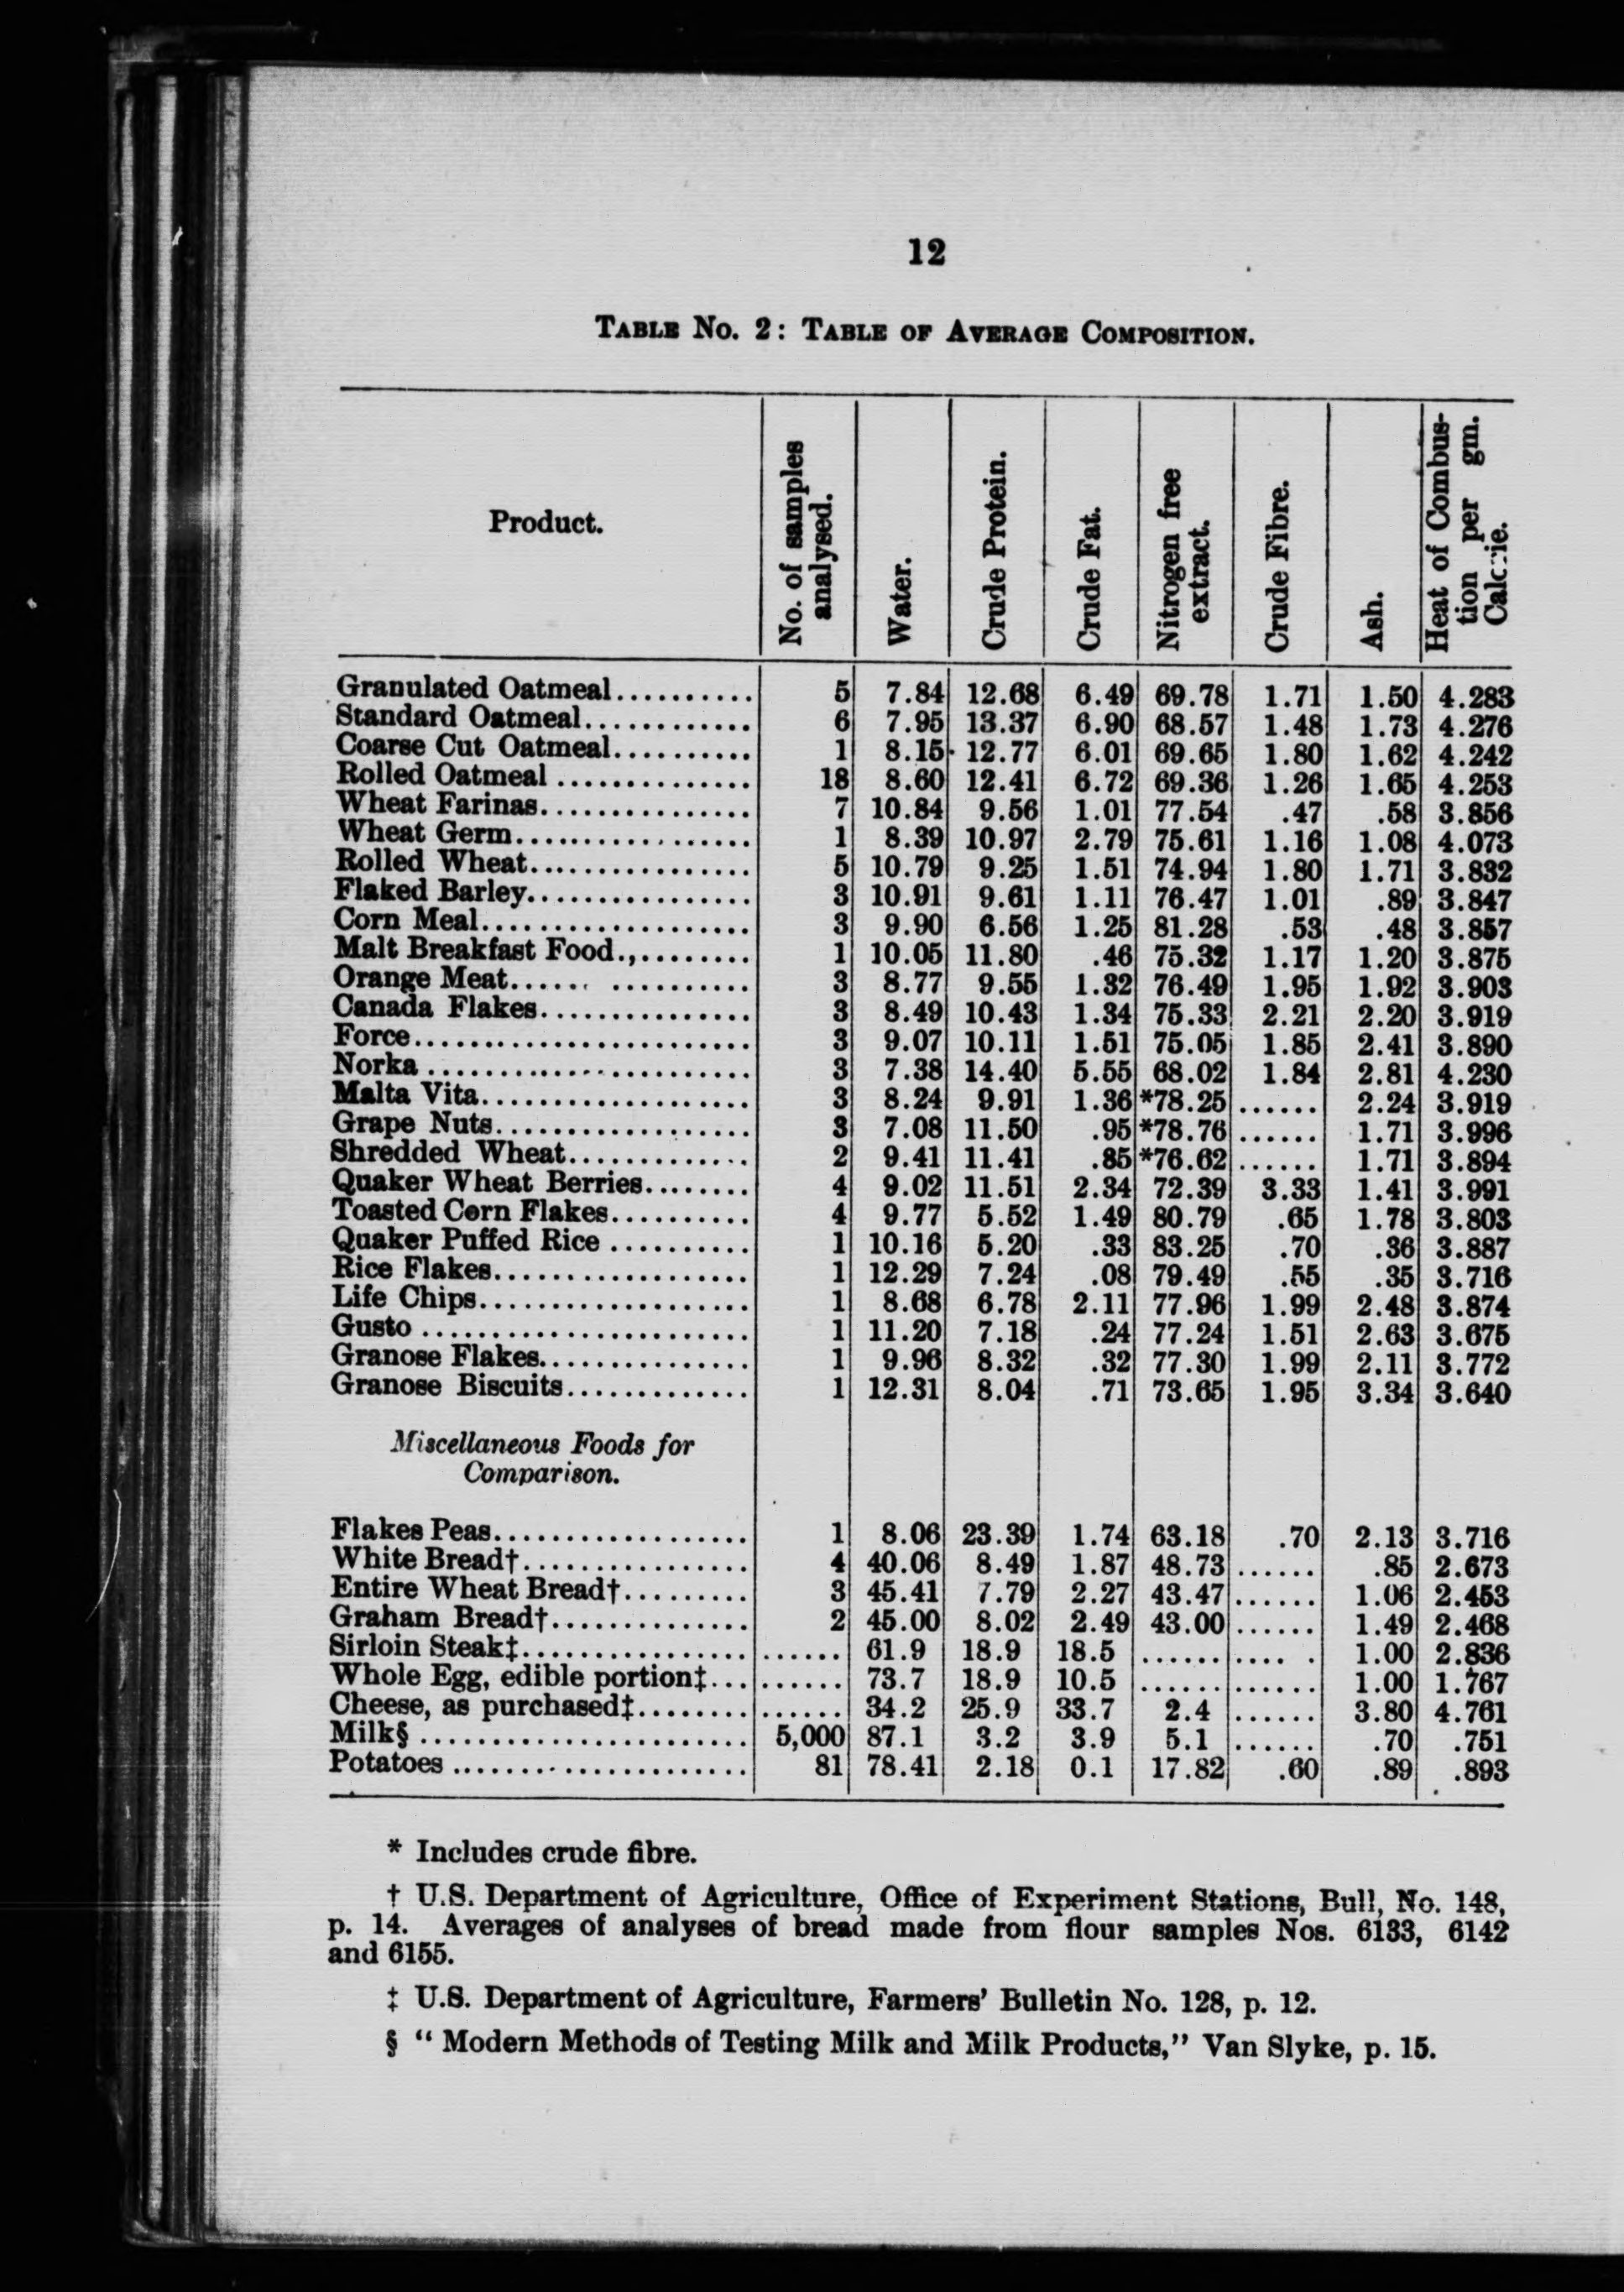 12
TABLE NO. 2: TABLE OF AVERAGE COMPOSITION.
Product. No. of samples analysed. Water. Crude Protein. Crude Fat. Nitrogen free extract. Crude Fibre. Ash. Heat of Combus-tion per gm. Calorie.
Granulated Oatmeal.......... 5 7.84 12.68 6.49 69.78 1.71 1.50 4.283
Standard Oatmeal............ 6 7.95 13.37 6.90 68.57 1.48 1.73 4.276
Coarse Cut Oatmeal.......... 1 8.15 12.77 6.01 69.65 1.80 1.62 4.242
Rolled Oatmeal .............. 18 8.60 12.41 6.72 69.36 1.26 1.65 4.253
Wheat Farinas............... 7 10.84 9.56 1.01 77.54 .47 .58 3.856
Wheat Germ................. 1 8.39 10.97 2.79 75.61 1.16 1.08 4.073
Rolled Wheat................ 5 10.79 9.25 1.51 74.94 1.80 1.71 3.832
Flaked Barley................ 3 10.91 9.61 1.11 76.47 1.01 .89 3.847
Corn Meal................... 3 9.90 6.56 1.25 81.28 .53 .48 3.857
Malt Breakfast Food.,........ 1 10.05 11.80 .46 75.32 1.17 1.20 3.875
Orange Meat...... .......... 3 8.77 9.55 1.32 76.49 1.95 1.92 3.903
Canada Flakes............... 3 8.49 10.43 1.34 75.33 2.21 2.20 3.919
Force........................ 3 9.07 10.11 1.51 75.05 1.85 2.41 3.890
Norka ....................... 3 7.38 14.40 5.55 68.02 1.84 2.81 4.230
Malta Vita................... 3 8.24 9.91 1.36 *78.25 ...... 2.24 3.919
Grape Nuts.................. 3 7.08 11.50 .95 *78.76 ...... 1.71 3.996
Shredded Wheat............. 2 9.41 11.41 .85 *76.62 ...... 1.71 3.894
Quaker Wheat Berries........ 4 9.02 11.51 2.34 72.39 3.33 1.41 3.991
Toasted Corn Flakes.......... 4 9.77 5.52 1.49 80.79 .65 1.78 3.803
Quaker Puffed Rice .......... 1 10.16 5.20 .33 83.25 .70 .36 3.887
Rice Flakes.................. 1 12.29 7.24 .08 79.49 .55 .35 3.716
Life Chips................... 1 8.68 6.78 2.11 77.96 1.99 2.48 3.874
Gusto ....................... 1 11.20 7.18 .24 77.24 1.51 2.63 3.675
Granose Flakes............... 1 9.96 8.32 .32 77.30 1.99 2.11 3.772
Granose Biscuits............. 1 12.31 8.04 .71 73.65 1.95 3.34 3.640
Miscellaneous Foods for
Comparison.
Flakes Peas.................. 1 8.06 23.39 1.74 63.18 .70 2.13 3.716
White Bread†................ 4 40.06 8.49 1.87 48.73 ...... .85 2.673
Entire Wheat Bread†......... 3 45.41 7.79 2.27 43.47 ...... 1.06 2.453
Graham Bread†.............. 2 45.00 8.02 2.49 43.00 ...... 1.49 2.468
Sirloin Steak‡................ ...... 61.9 18.9 18.5 ...... .... . 1.00 2.836
Whole Egg, edible portion‡... ...... 73.7 18.9 10.5 ...... ...... 1.00 1.767
Cheese, as purchased‡........ ...... 34.2 25.9 33.7 2.4 ...... 3.80 4.761
Milk§ ....................... 5,000 87.1 3.2 3.9 5.1 ...... .70 .751
Potatoes ..................... 81 78.41 2.18 0.1 17.82 .60 .89 .893
* Includes crude fibre.
† U.S. Department of Agriculture, Office of Experiment Stations, Bull, No. 148,
p. 14. Averages of analyses of bread made from flour samples Nos. 6133, 6142
and 6155.
‡ U.S. Department of Agriculture, Farmers' Bulletin No. 128, p. 12.
§ " Modern Methods of Testing Milk and Milk Products," Van Slyke, p. 15.